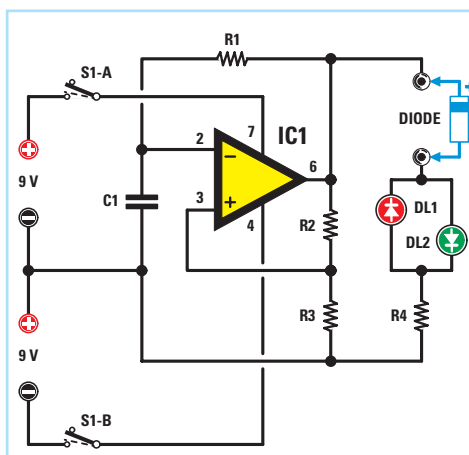 R1
S1-A
IC1
DIODE
2
7
6
3
4
−
+
+
9 V
C1
R2
DL1
DL2
−
+
9 V
R3
R4
−
S1-B